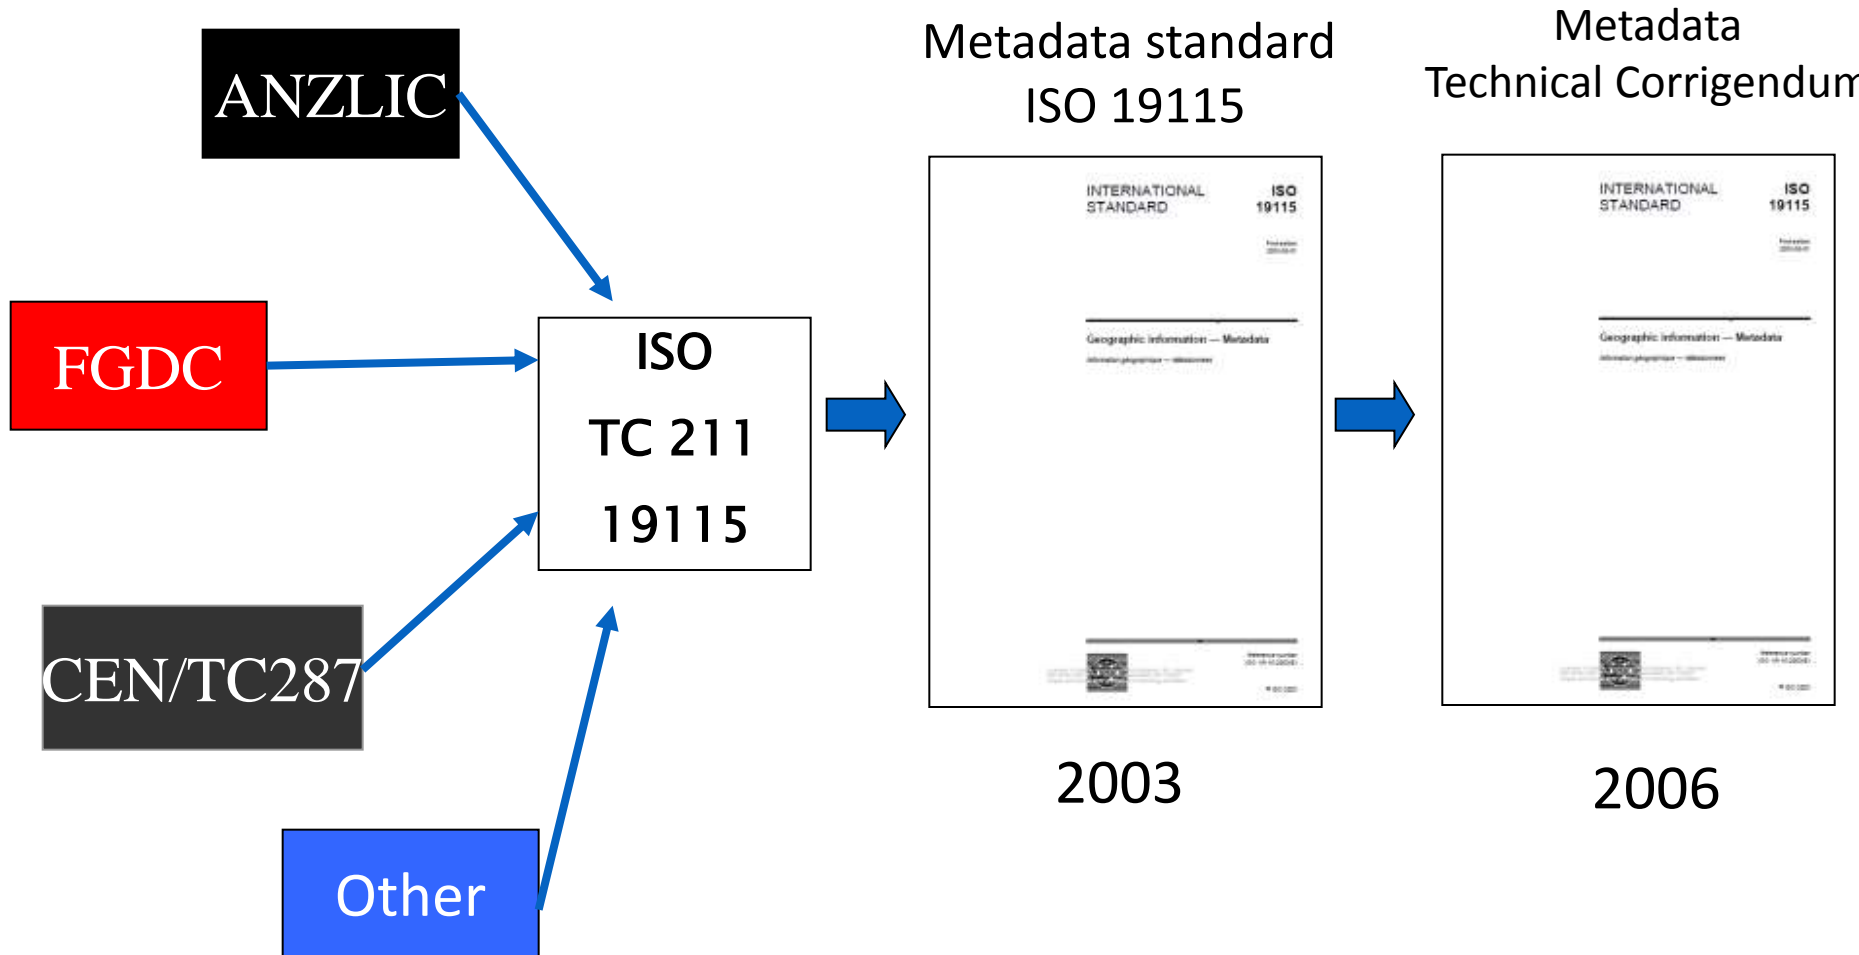 ANZLIC
FGDC
CEN/TC287
Other
ISO
TC 211
19115
Metadata standard
ISO 19115
INTERNATIONAL
STANDARD
ISO
19115
Geographic information — Metadata
2003
Metadata
Technical Corrigendum
INTERNATIONAL
STANDARD
ISO
19115
Geographic information — Metadata
2006